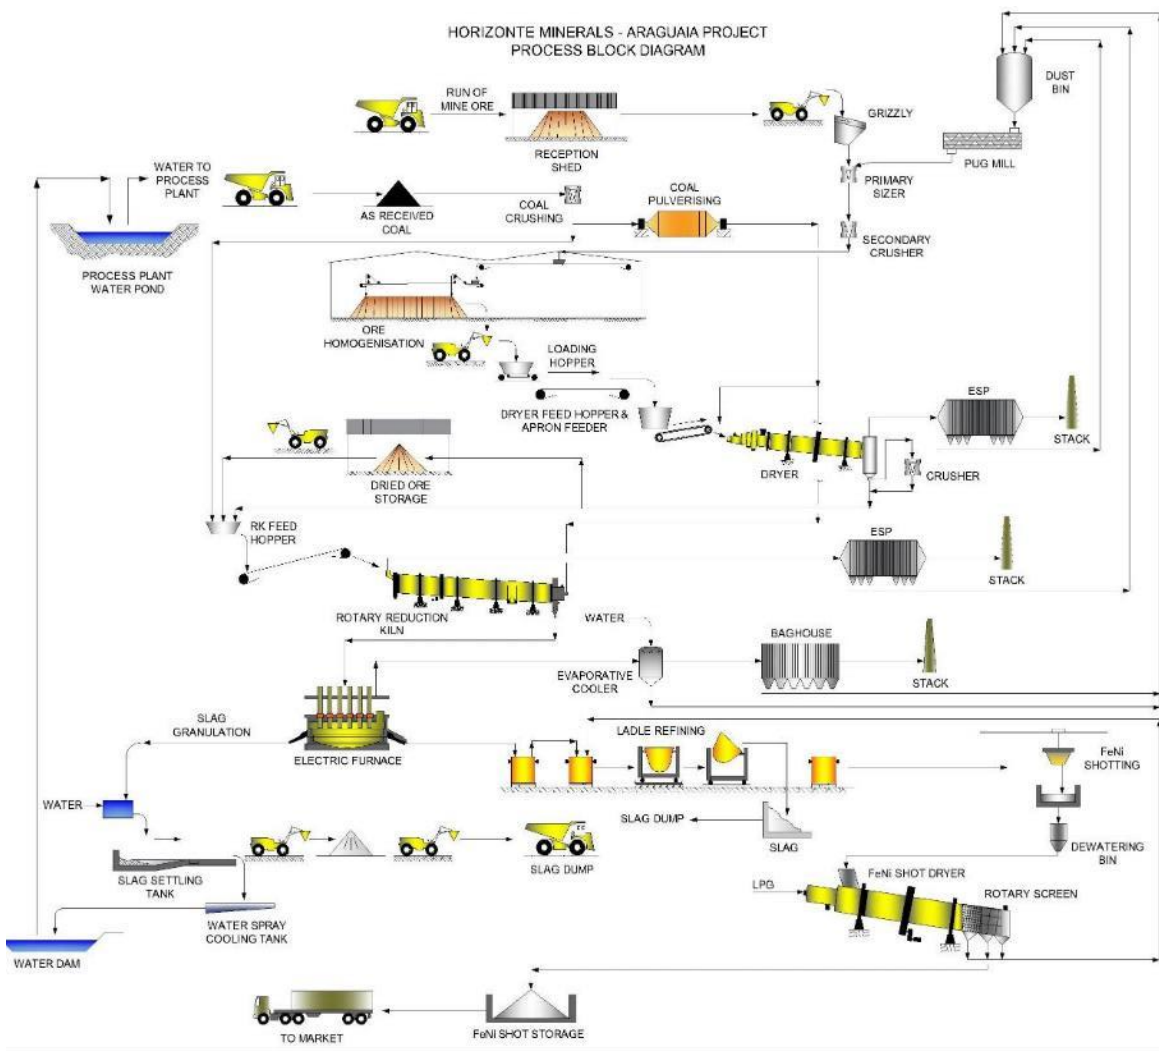 HORIZONTE MINERALS - ARAGUAIA PROJECT
PROCESS BLOCK DIAGRAM
RUN OF
MINE ORE
RECEPTION
SHED
GRIZZLY
DUST
BIN
PUG MILL
PRIMARY
SIZER
WATER TO
PROCESS
PLANT
AS RECEIVED
COAL
COAL
CRUSHING
COAL
PULVERISING
SECONDARY
CRUSHER
PROCESS PLANT
WATER POND
ORE
HOMOGENISATION
LOADING
HOPPER
DRYER FEED HOPPER &
APRON FEEDER
ESP
STACK
DRYER
CRUSHER
DRIED ORE
STORAGE
RK FEED
HOPPER
ESP
STACK
ROTARY REDUCTION
KILN
WATER
EVAPORATIVE
COOLER
BAGHOUSE
STACK
SLAG
GRANULATION
ELECTRIC FURNACE
LADLE REFINING
FeNi
SHOTTING
WATER
SLAG DUMP
SLAG
DEWATERING
BIN
SLAG SETTLING
TANK
SLAG DUMP
FeNi SHOT DRYER
LPG
ROTARY SCREEN
WATER SPRAY
COOLING TANK
WATER DAM
TO MARKET
FeNi SHOT STORAGE